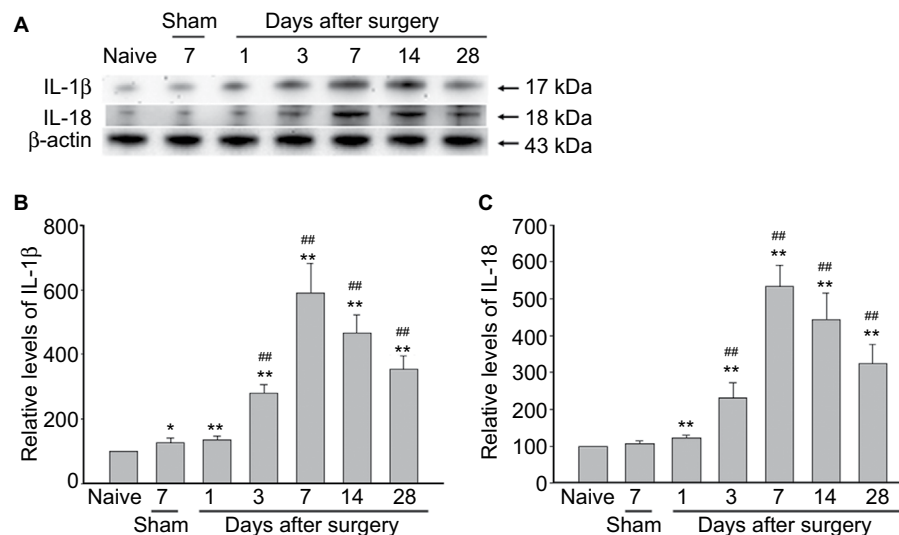 A
Sham
Days after surgery
Naive 7 1 3 7 14 28
IL-1β 17 kDa
IL-18 18 kDa
β-actin 43 kDa
B
Relative levels of IL-1β
800
600
400
200
0
* ** ** ## ** ## ** ## ** ##
Naive 7 1 3 7 14 28
Sham Days after surgery
C
Relative levels of IL-18
700
600
500
400
300
200
100
0
** ** ## ** ## ** ## ** ##
Naive 7 1 3 7 14 28
Sham Days after surgery